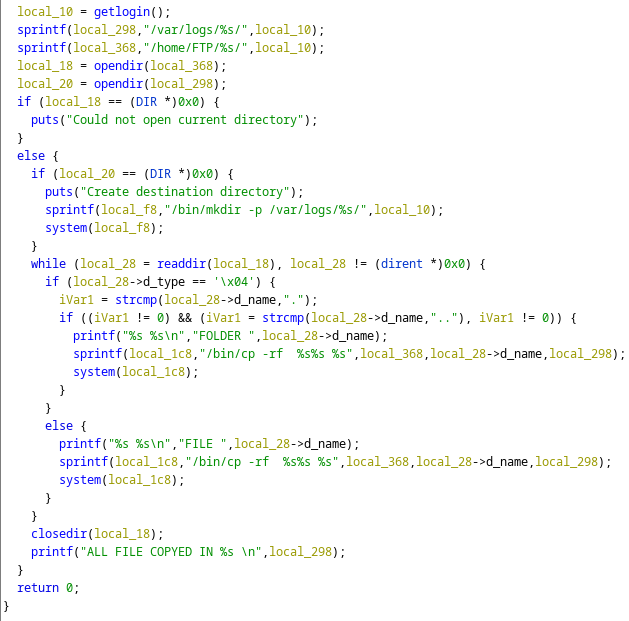 local_10 = getlogin();
sprintf(local_298,"/var/logs/%s/",local_10);
sprintf(local_368,"/home/FTP/%s/",local_10);
local_18 = opendir(local_368);
local_20 = opendir(local_298);
if (local_18 == (DIR *)0x0) {
puts("Could not open current directory");
}
else {
if (local_20 == (DIR *)0x0) {
puts("Create destination directory");
sprintf(local_f8,"/bin/mkdir -p /var/logs/%s/",local_10);
system(local_f8);
}
while (local_28 = readdir(local_18), local_28 != (dirent *)0x0) {
if (local_28->d_type == '\x04') {
iVar1 = strcmp(local_28->d_name,".");
if ((iVar1 != 0) && (iVar1 = strcmp(local_28->d_name,".."), iVar1 != 0)) {
printf("%s %s\n","FOLDER ",local_28->d_name);
sprintf(local_1c8,"/bin/cp -rf  %s%s %s",local_368,local_28->d_name,local_298);
system(local_1c8);
}
}
else {
printf("%s %s\n","FILE ",local_28->d_name);
sprintf(local_1c8,"/bin/cp -rf  %s%s %s",local_368,local_28->d_name,local_298);
system(local_1c8);
}
}
closedir(local_18);
printf("ALL FILE COPYED IN %s \n",local_298);
}
return 0;
}